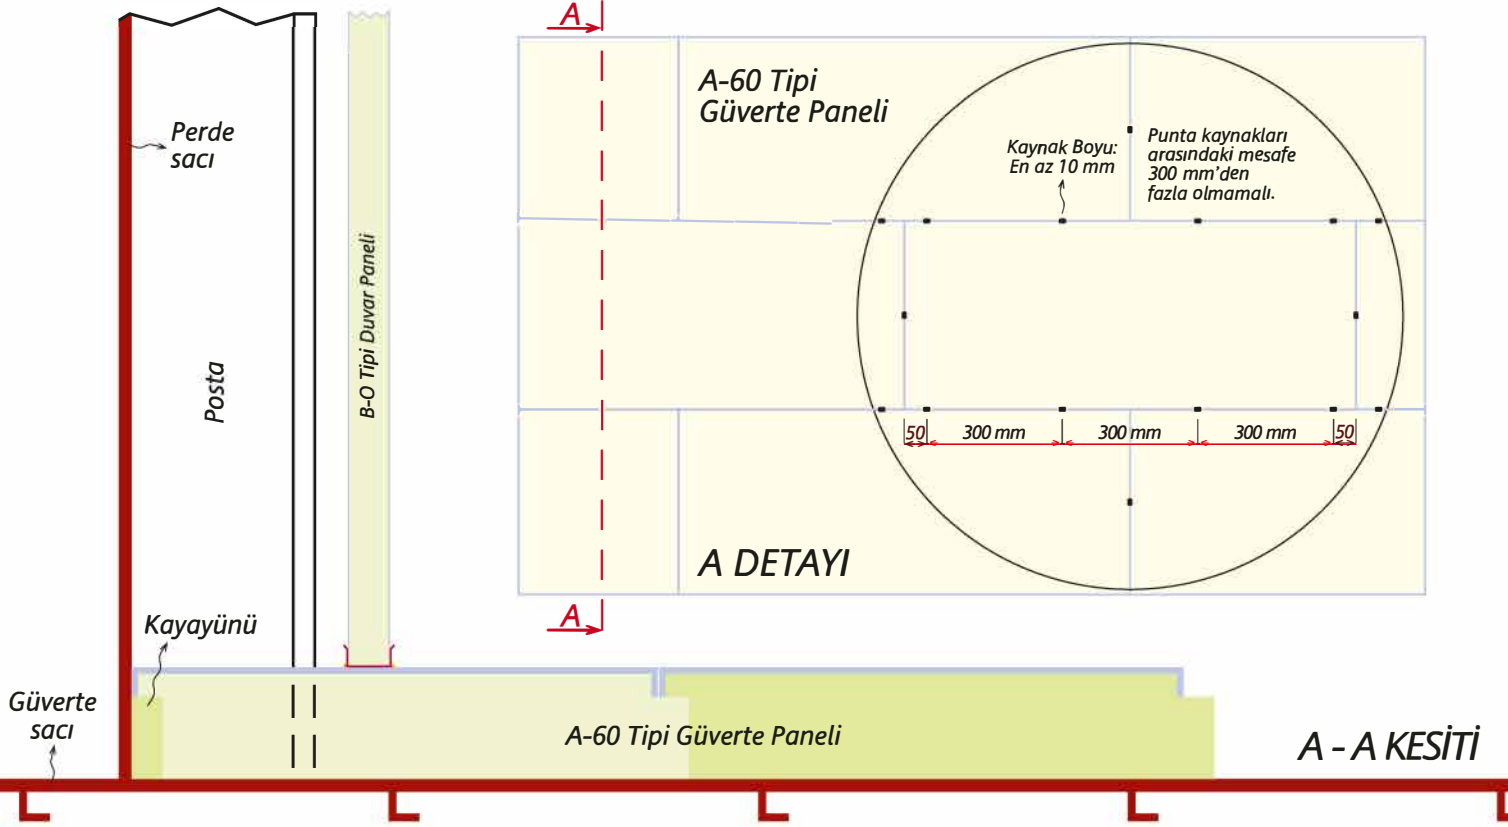 A
A-60 Tipi
Güverte Paneli
Perde
sacı
Kaynak Boyu:
En az 10 mm
Punta kaynakları
arasındaki mesafe
300 mm'den
fazla olmamalı.
B-O Tipi Duvar Paneli
Posta
50
300 mm
300 mm
300 mm
50
A DETAYI
A
Kayayünü
Güverte
sacı
A-60 Tipi Güverte Paneli
A - A KESİTİ